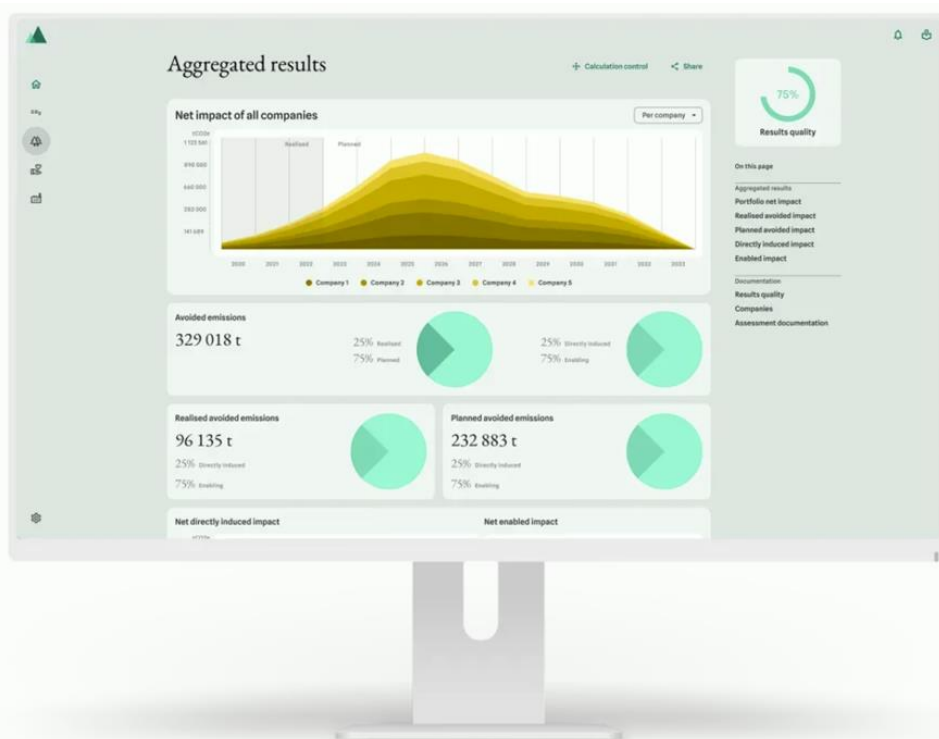 Aggregated results
Calculation control
Share
75%
Results quality
Net impact of all companies
Per company
tCO2e
Realised
Planned
640 000
141 689
2020 2021 2022 2023 2024 2025 2026 2027 2028 2029 2030
Company 1 Company 2 Company 3 Company 4 Company 5
On this page
Aggregated results
Portfolio net impact
Realised avoided impact
Planned avoided impact
Directly induced impact
Enabled impact
Documentation
Results quality
Companies
Assessment documentation
Avoided emissions
329 018 t
25% Realised
75% Planned
25% Directly Induced
75% Enabling
Realised avoided emissions
96 135 t
25% Directly Induced
75% Enabling
Planned avoided emissions
232 883 t
25% Directly Induced
75% Enabling
Net directly induced impact
Net enabled impact